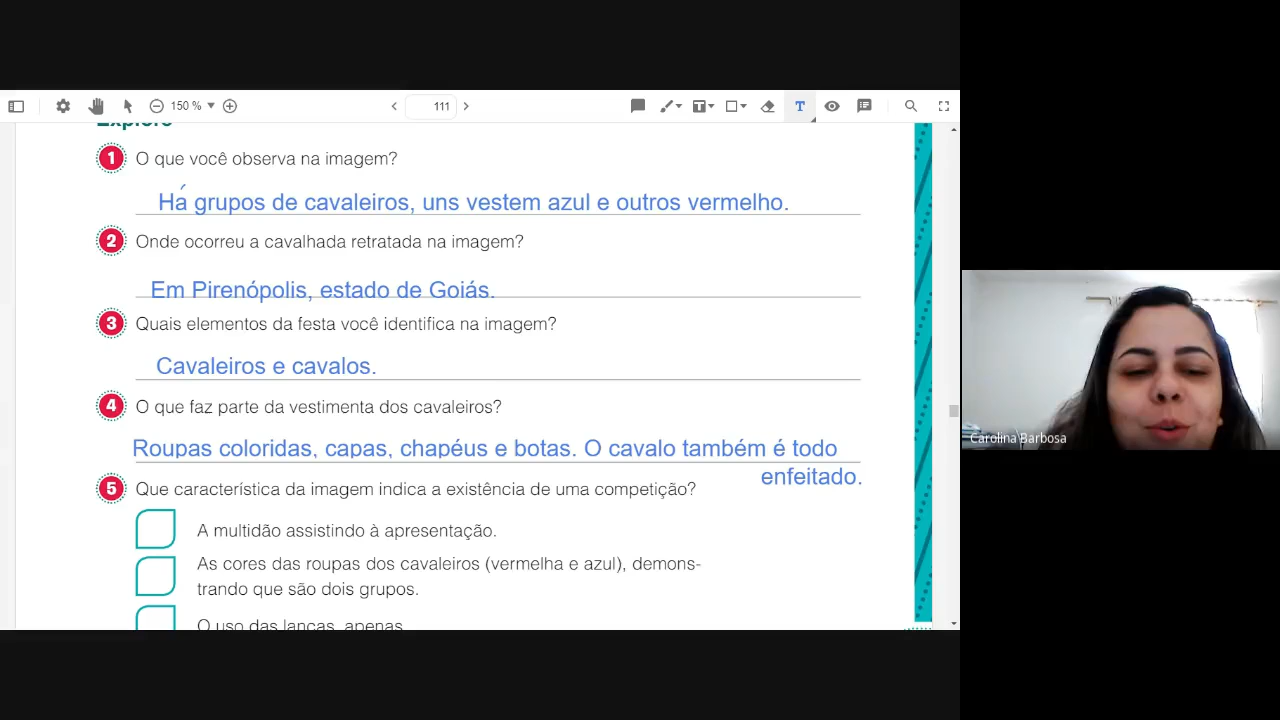 150 %
111
Explore
1 O que você observa na imagem?
Há grupos de cavaleiros, uns vestem azul e outros vermelho.
2 Onde ocorreu a cavalhada retratada na imagem?
Em Pirenópolis, estado de Goiás.
3 Quais elementos da festa você identifica na imagem?
Cavaleiros e cavalos.
4 O que faz parte da vestimenta dos cavaleiros?
Roupas coloridas, capas, chapéus e botas. O cavalo também é todo
enfeitado.
5 Que característica da imagem indica a existência de uma competição?
A multidão assistindo à apresentação.
As cores das roupas dos cavaleiros (vermelha e azul), demons-
trando que são dois grupos.
O uso das lanças, apenas.
Carolina Barbosa